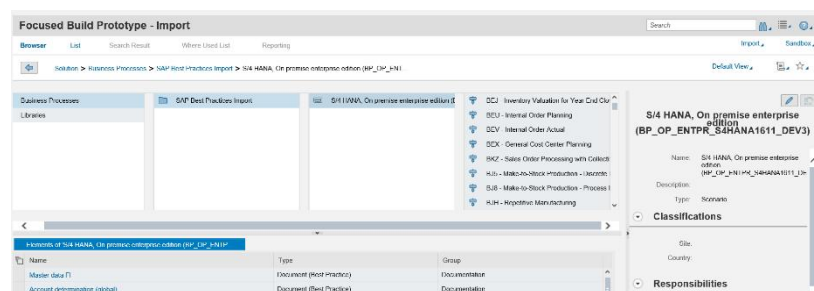 Focused Build Prototype - Import
Search
Browser List Search Result Where Used List Reporting
Import Sandbox
Solution > Business Processes > SAP Best Practices Import > S/4 HANA, On premise enterprise edition (BP_OP_ENT
Default View
Business Processes
Libraries
SAP Best Practices Import
S/4 HANA, On premise enterprise edition (
BEJ - Inventory Valuation for Year End Clo
BEU - Internal Order Planning
BEV - Internal Order Actual
BEX - General Cost Center Planning
BKZ - Sales Order Processing with Collecti
BJ5 - Make-to-Stock Production - Discrete
BJ8 - Make-to-Stock Production - Process I
BJH - Repetitive Manufacturing
S/4 HANA, On premise enterprise
edition
(BP_OP_ENTPR_S4HANA1611_DEV3)
Name: S/4 HANA, On premise enterprise
edition
(BP_OP_ENTPR_S4HANA1611_DE
Description:
Type: Scenario
Classifications
Site:
Country:
Responsibilities
Elements of S/4 HANA, On premise enterprise edition (BP_OP_ENTP
Name Type Group
Master data FI Document (Best Practice) Documentation
Account determination (global) Document (Best Practice) Documentation